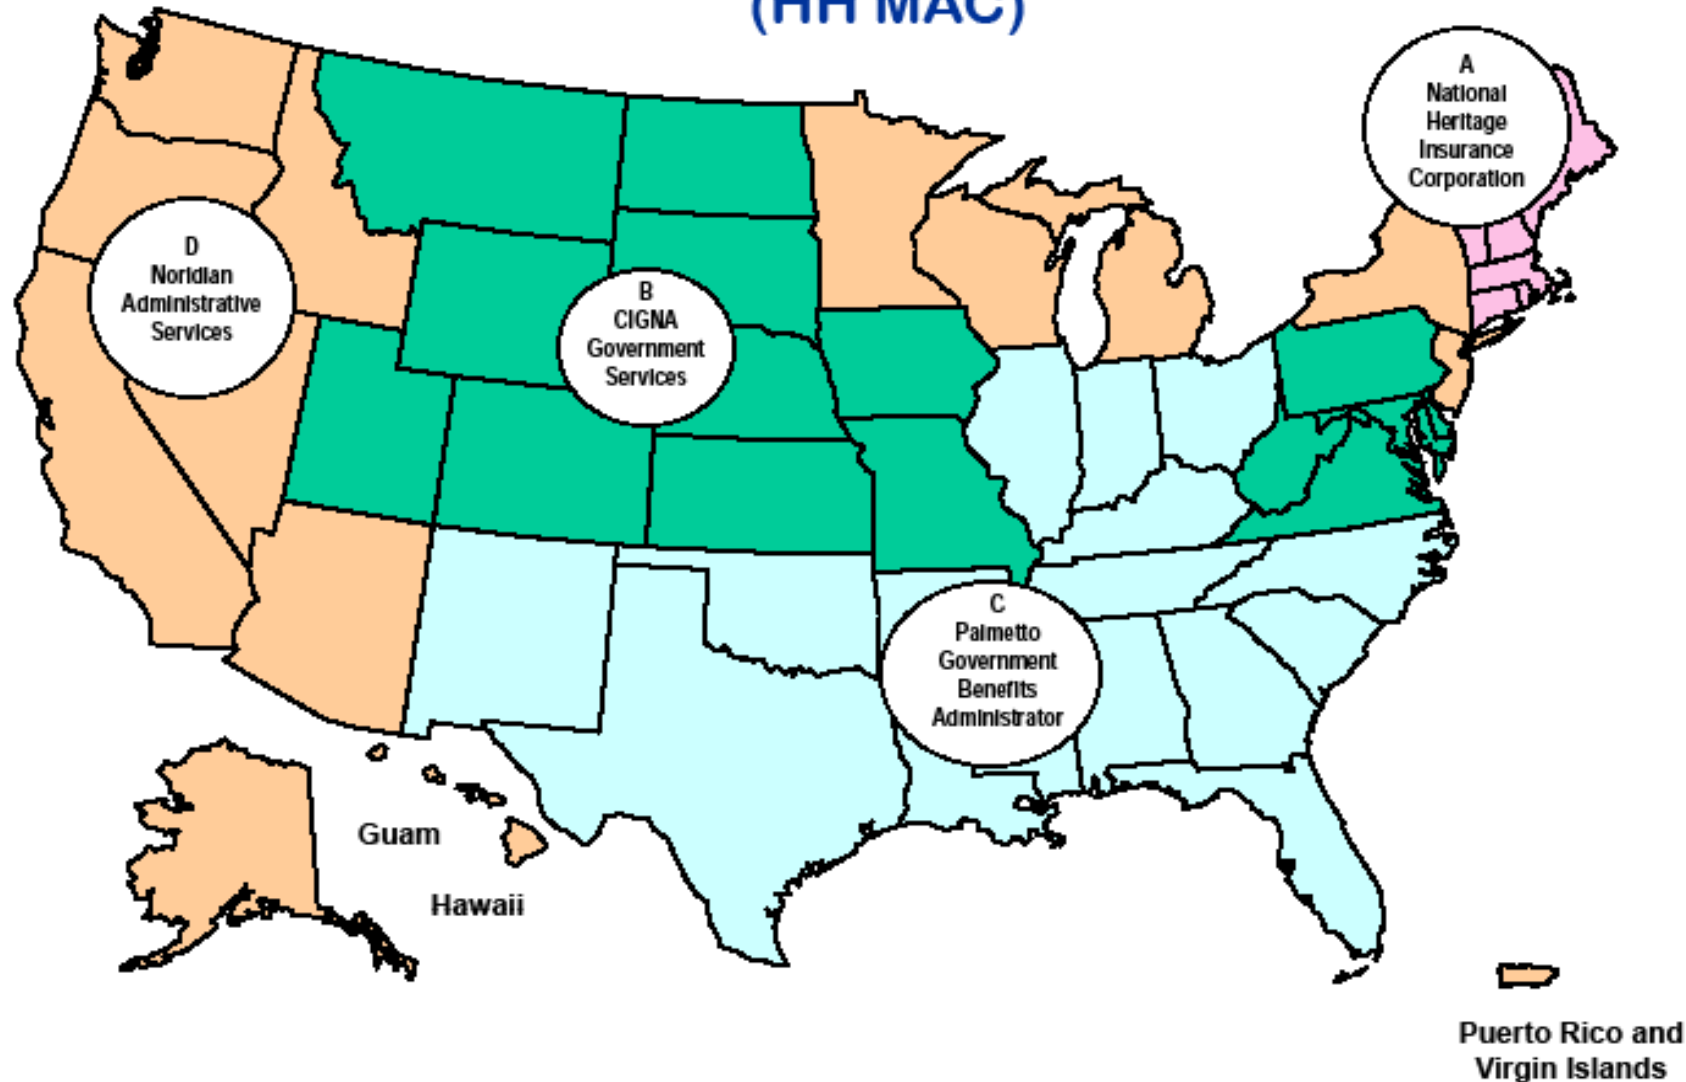 (HH MAC)
A
National
Heritage
Insurance
Corporation
D
Noridian
Administrative
Services
B
CIGNA
Government
Services
C
Palmetto
Government
Benefits
Administrator
Guam
Hawaii
Puerto Rico and
Virgin Islands